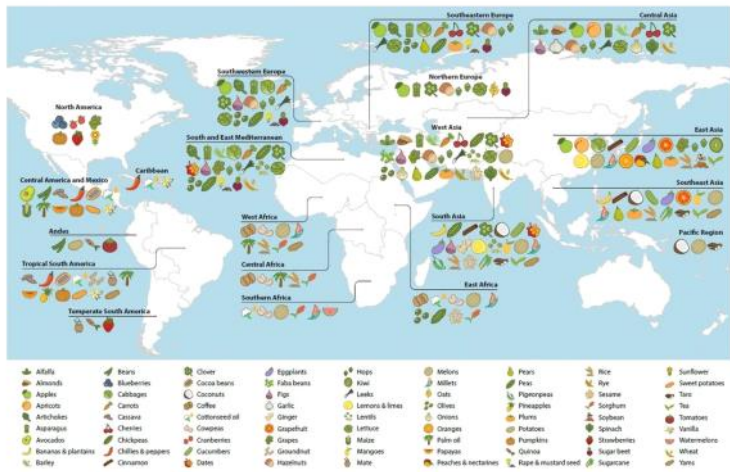 Southeastern Europe
Central Asia
Southwestern Europe
Northern Europe
North America
West Asia
South and East Mediterranean
East Asia
Central America and Mexico
Caribbean
Southeast Asia
West Africa
South Asia
Andes
Pacific Region
Tropical South America
Central Africa
East Africa
Southern Africa
Temperate South America
Alfalfa
Almonds
Apples
Apricots
Artichokes
Asparagus
Avocados
Bananas & plantains
Barley
Beans
Blueberries
Cabbages
Carrots
Cassava
Cherries
Chickpeas
Chillies & peppers
Cinnamon
Clover
Cocoa beans
Coconuts
Coffee
Cottonseed oil
Cowpeas
Cranberries
Cucumbers
Dates
Eggplants
Faba beans
Figs
Garlic
Ginger
Grapefruit
Grapes
Groundnut
Hazelnuts
Hops
Kiwi
Leeks
Lemons & limes
Lentils
Lettuce
Maize
Mangoes
Mate
Melons
Millets
Oats
Olives
Onions
Oranges
Palm oil
Papayas
Peaches & nectarines
Pears
Peas
Pigeonpeas
Pineapples
Plums
Potatoes
Pumpkins
Quinoa
Rape & mustard seed
Rice
Rye
Sesame
Sorghum
Soybean
Spinach
Strawberries
Sugar beet
Sugarcane
Sunflower
Sweet potatoes
Taro
Tea
Tomatoes
Vanilla
Watermelons
Wheat
Yams